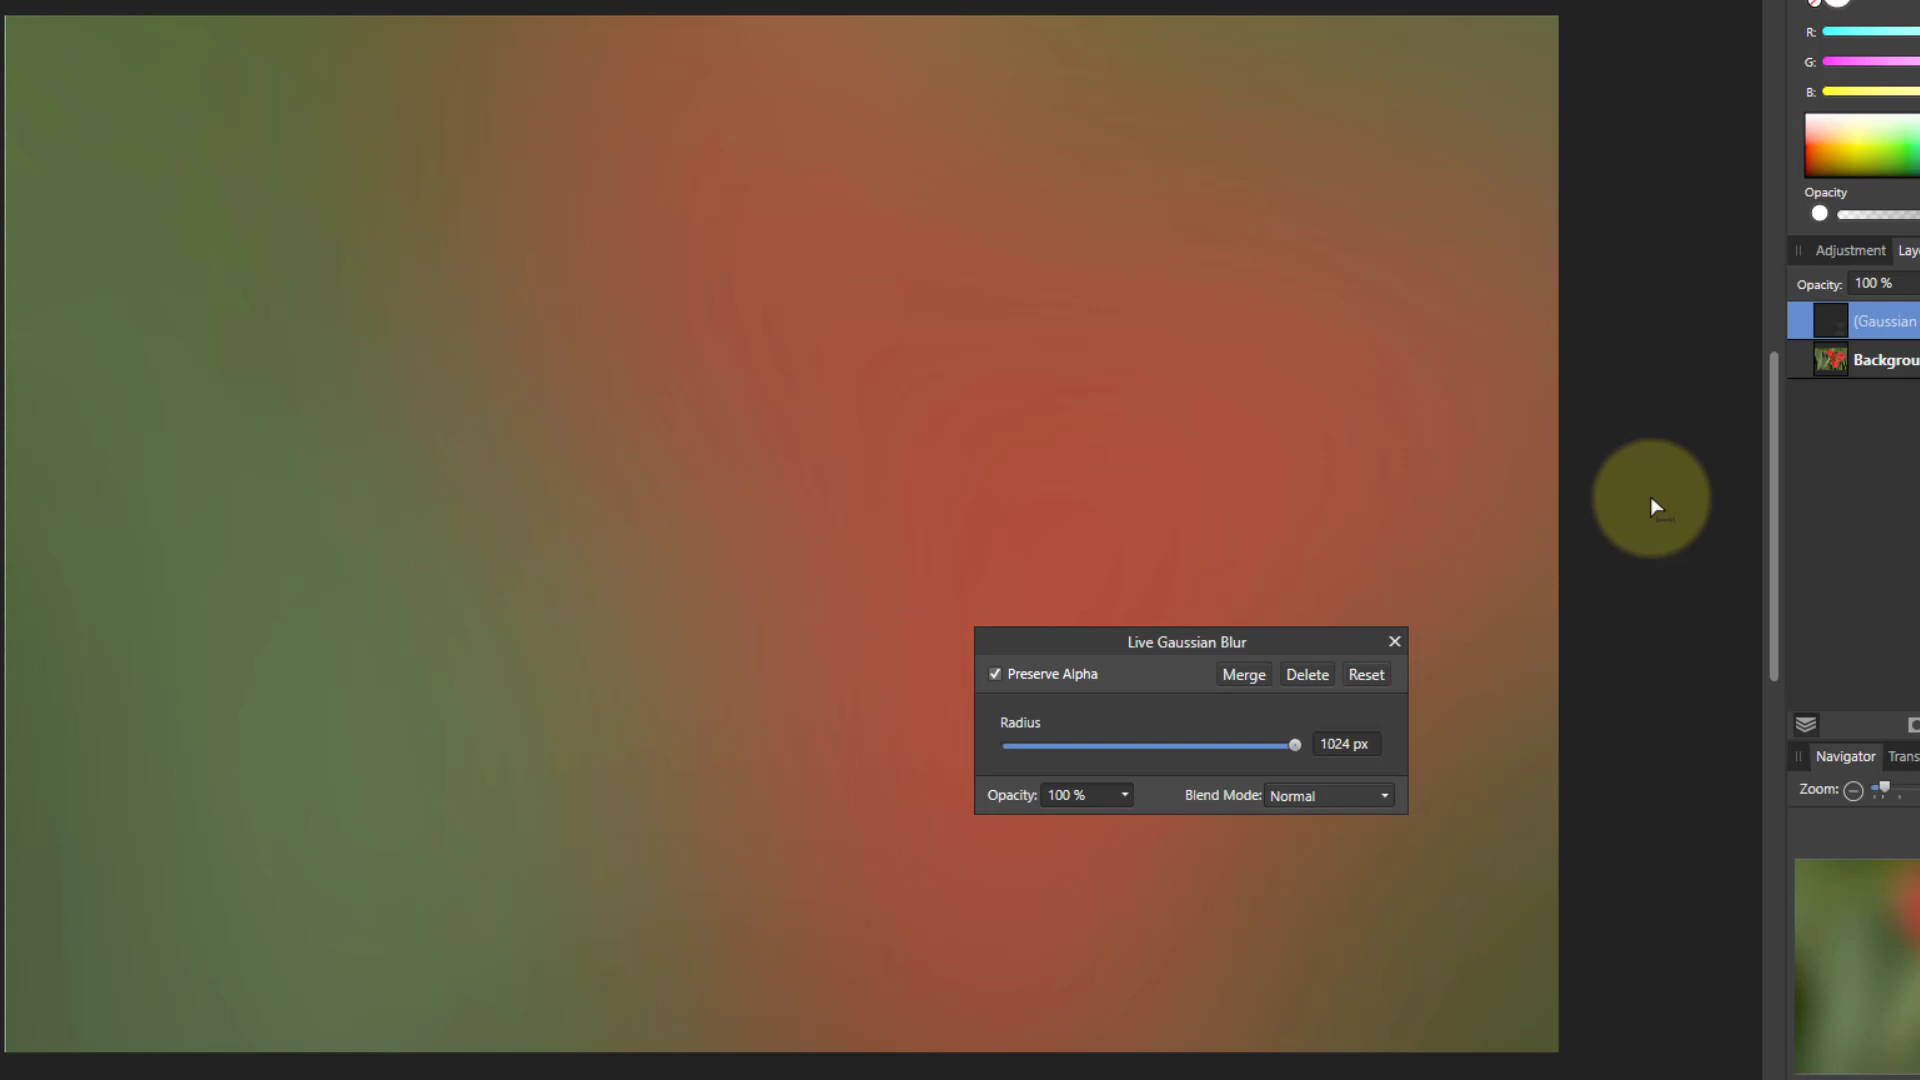 R:
G:
B:
Opacity
Adjustment Lay
Opacity: 100 %
(Gaussian
Backgrou
Live Gaussian Blur
Preserve Alpha Merge Delete Reset
Radius
1024 px
Opacity: 100 % Blend Mode: Normal
Navigator Trans
Zoom: